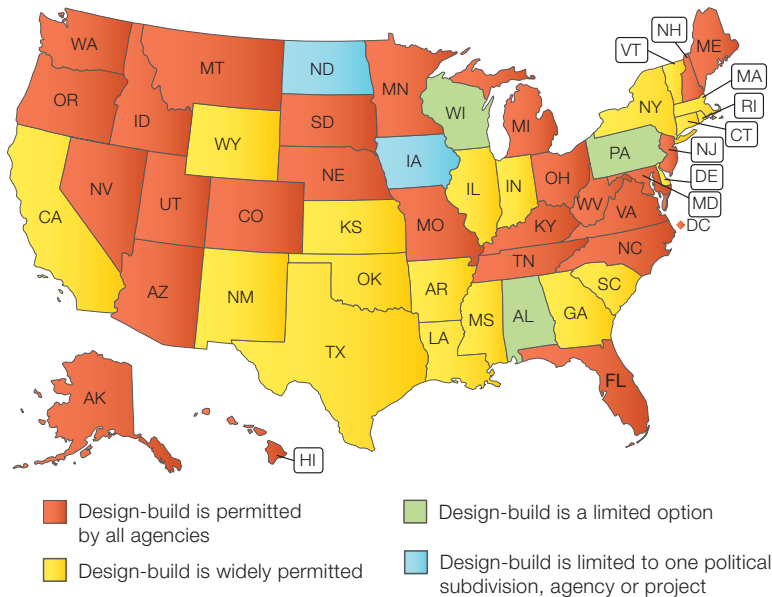 WA
MT
ND
MN
OR
ID
WY
SD
WI
MI
NY
VT
NH
ME
MA
RI
CT
NJ
DE
MD
DC
PA
NV
UT
CO
NE
IA
IL
IN
OH
WV
VA
CA
KS
MO
KY
NC
TN
AZ
NM
OK
AR
SC
TX
LA
MS
AL
GA
FL
AK
HI
Design-build is permitted
by all agencies
Design-build is widely permitted
Design-build is a limited option
Design-build is limited to one political
subdivision, agency or project